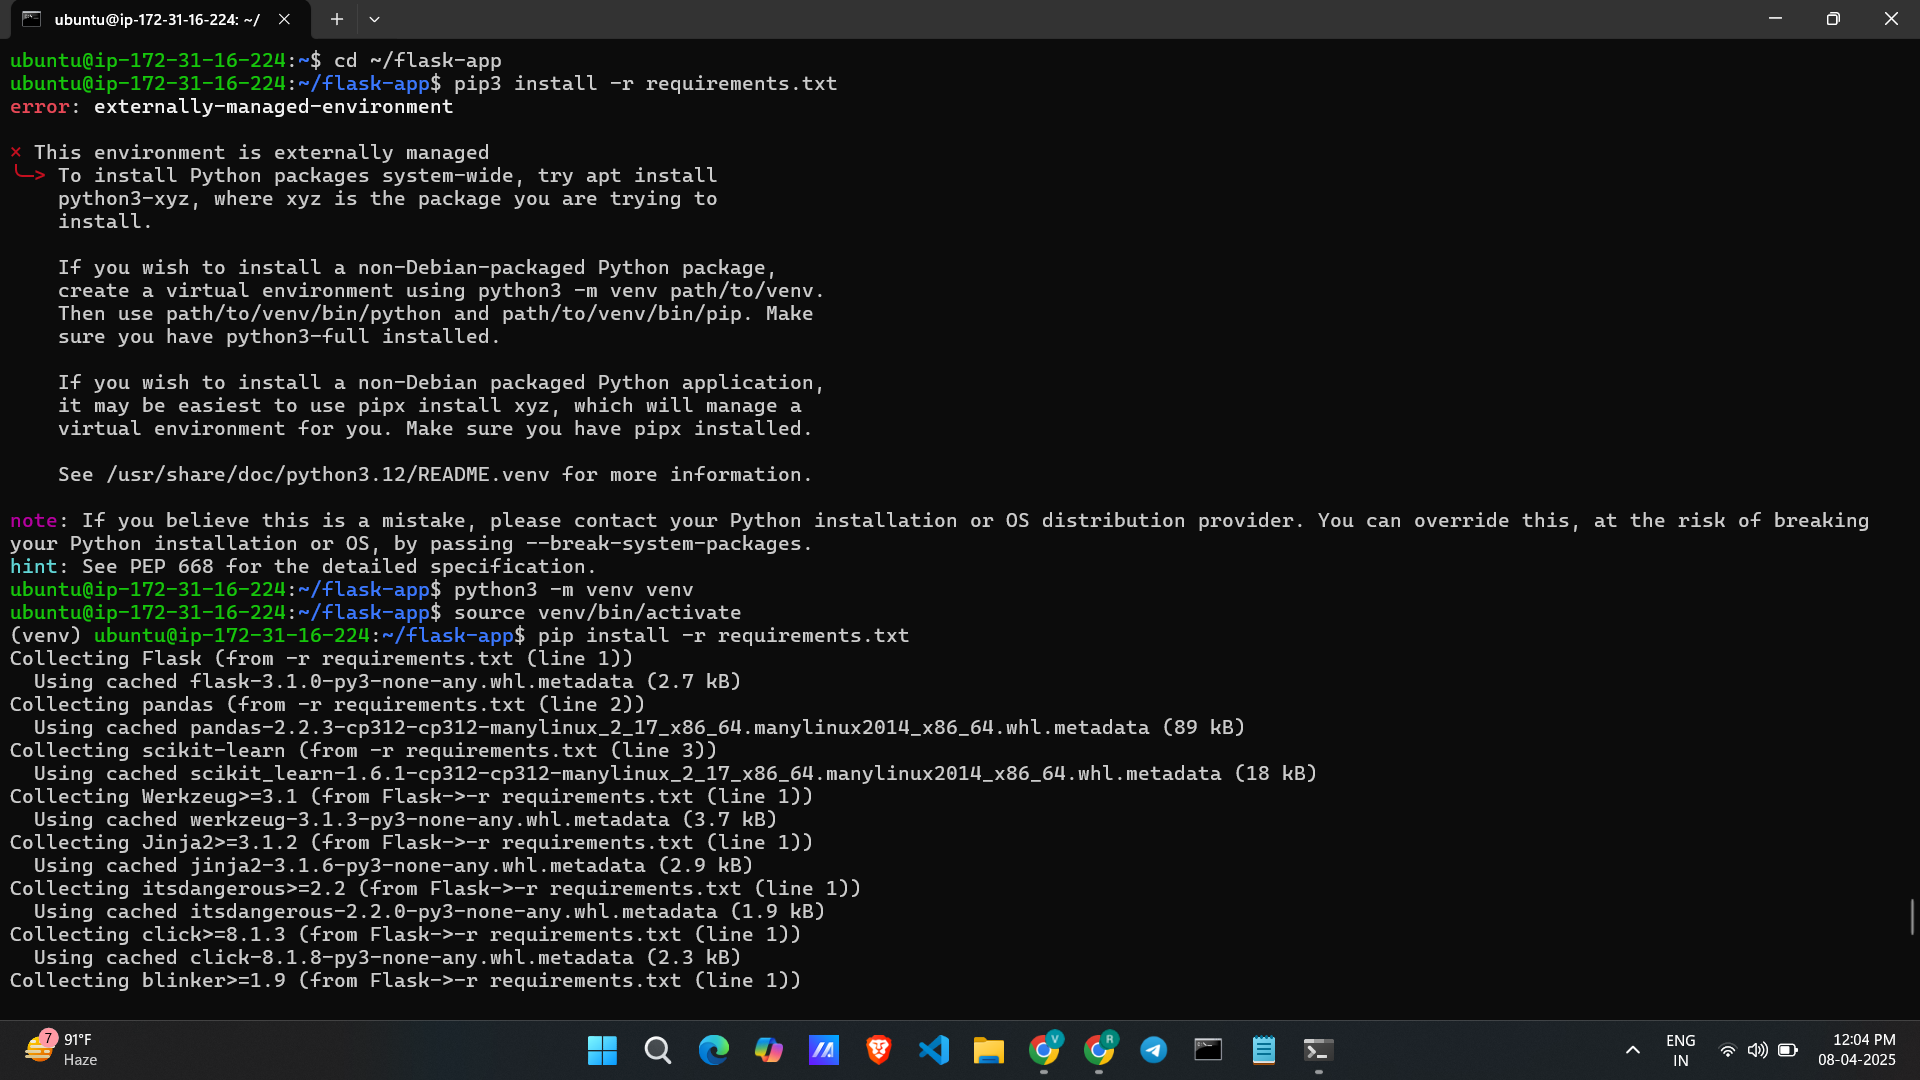 ubuntu@ip-172-31-16-224: ~/
ubuntu@ip-172-31-16-224:~$ cd ~/flask-app
ubuntu@ip-172-31-16-224:~/flask-app$ pip3 install -r requirements.txt
error: externally-managed-environment
× This environment is externally managed
╰─> To install Python packages system-wide, try apt install
python3-xyz, where xyz is the package you are trying to
install.
If you wish to install a non-Debian-packaged Python package,
create a virtual environment using python3 -m venv path/to/venv.
Then use path/to/venv/bin/python and path/to/venv/bin/pip. Make
sure you have python3-full installed.
If you wish to install a non-Debian packaged Python application,
it may be easiest to use pipx install xyz, which will manage a
virtual environment for you. Make sure you have pipx installed.
See /usr/share/doc/python3.12/README.venv for more information.
note: If you believe this is a mistake, please contact your Python installation or OS distribution provider. You can override this, at the risk of breaking
your Python installation or OS, by passing --break-system-packages.
hint: See PEP 668 for the detailed specification.
ubuntu@ip-172-31-16-224:~/flask-app$ python3 -m venv venv
ubuntu@ip-172-31-16-224:~/flask-app$ source venv/bin/activate
(venv) ubuntu@ip-172-31-16-224:~/flask-app$ pip install -r requirements.txt
Collecting Flask (from -r requirements.txt (line 1))
Using cached flask-3.1.0-py3-none-any.whl.metadata (2.7 kB)
Collecting pandas (from -r requirements.txt (line 2))
Using cached pandas-2.2.3-cp312-cp312-manylinux_2_17_x86_64.manylinux2014_x86_64.whl.metadata (89 kB)
Collecting scikit-learn (from -r requirements.txt (line 3))
Using cached scikit_learn-1.6.1-cp312-cp312-manylinux_2_17_x86_64.manylinux2014_x86_64.whl.metadata (18 kB)
Collecting Werkzeug>=3.1 (from Flask->-r requirements.txt (line 1))
Using cached werkzeug-3.1.3-py3-none-any.whl.metadata (3.7 kB)
Collecting Jinja2>=3.1.2 (from Flask->-r requirements.txt (line 1))
Using cached jinja2-3.1.6-py3-none-any.whl.metadata (2.9 kB)
Collecting itsdangerous>=2.2 (from Flask->-r requirements.txt (line 1))
Using cached itsdangerous-2.2.0-py3-none-any.whl.metadata (1.9 kB)
Collecting click>=8.1.3 (from Flask->-r requirements.txt (line 1))
Using cached click-8.1.8-py3-none-any.whl.metadata (2.3 kB)
Collecting blinker>=1.9 (from Flask->-r requirements.txt (line 1))
7
91°F
Haze
V
R
ENG
IN
12:04 PM
08-04-2025